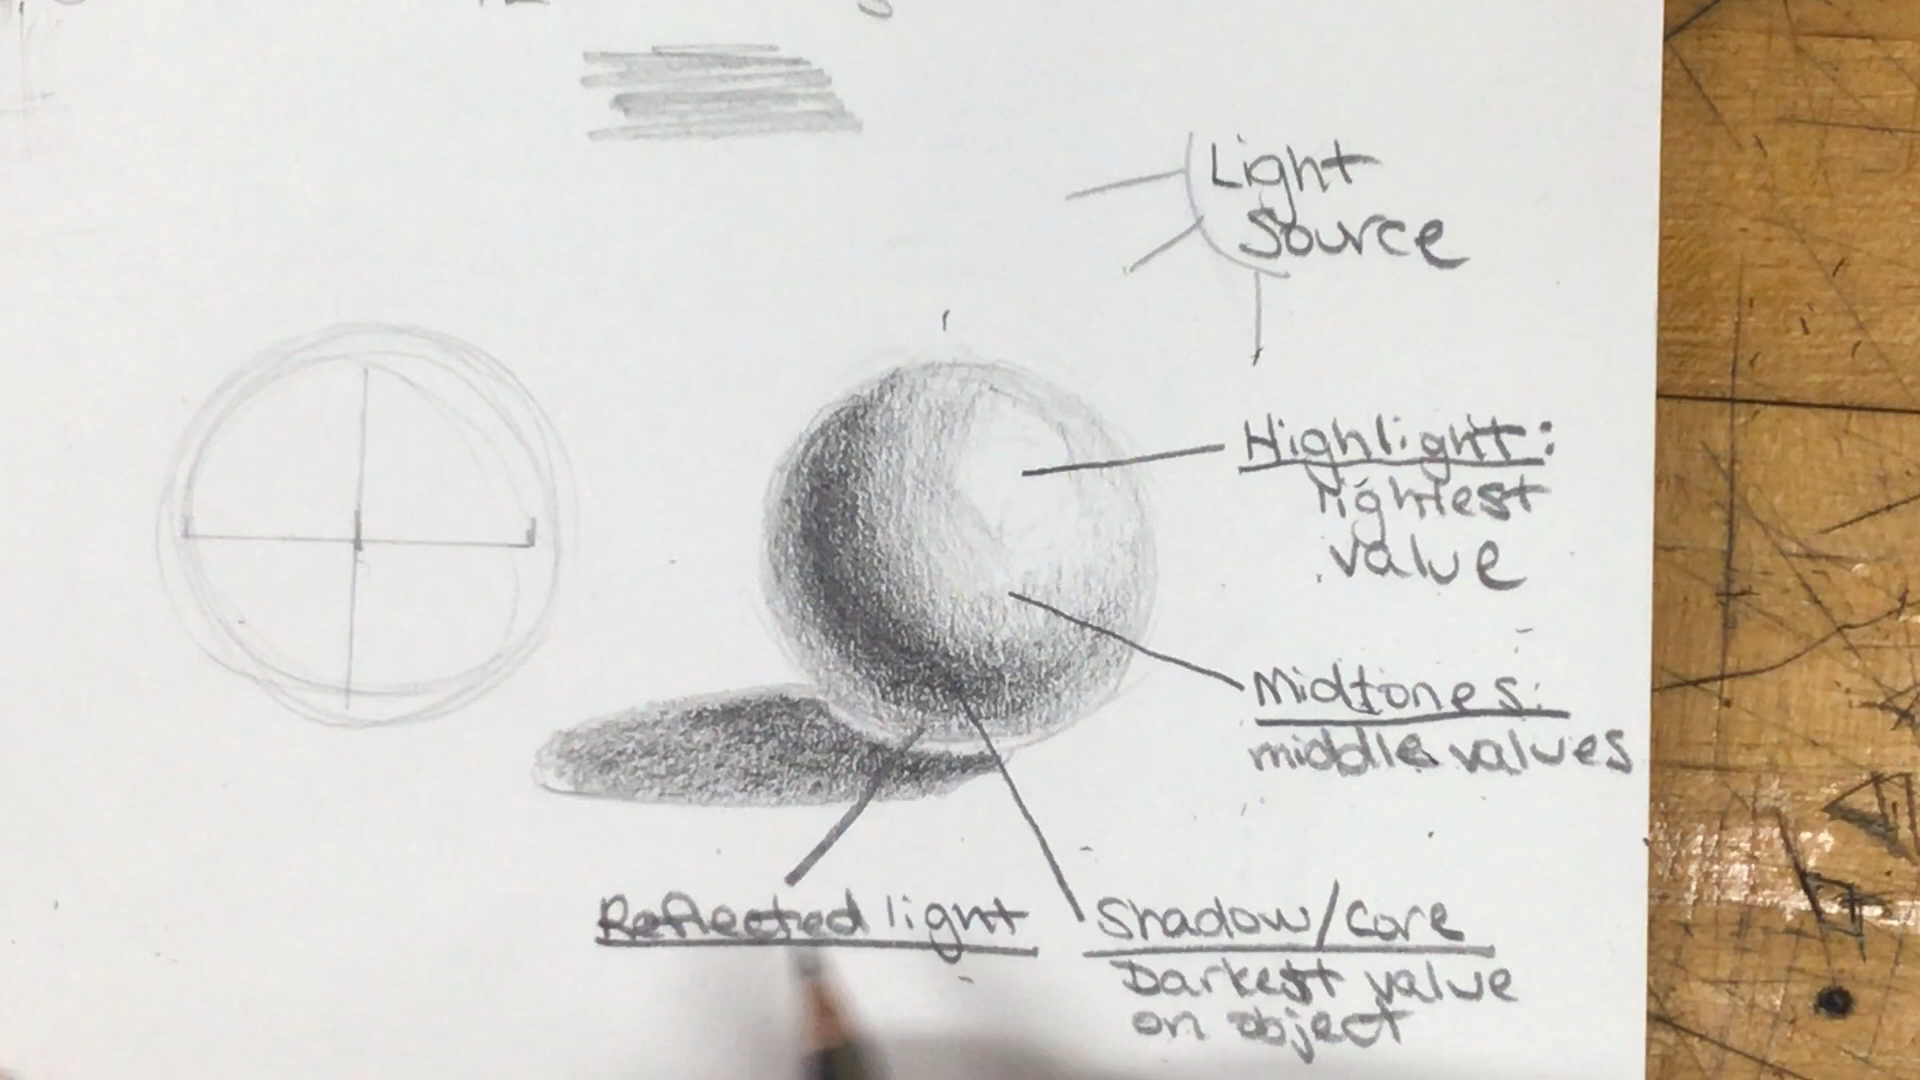 Light
Source
Highlight:
lightest
value
Midtones:
middle values
Reflected light
Shadow/Core
Darkest value
on object